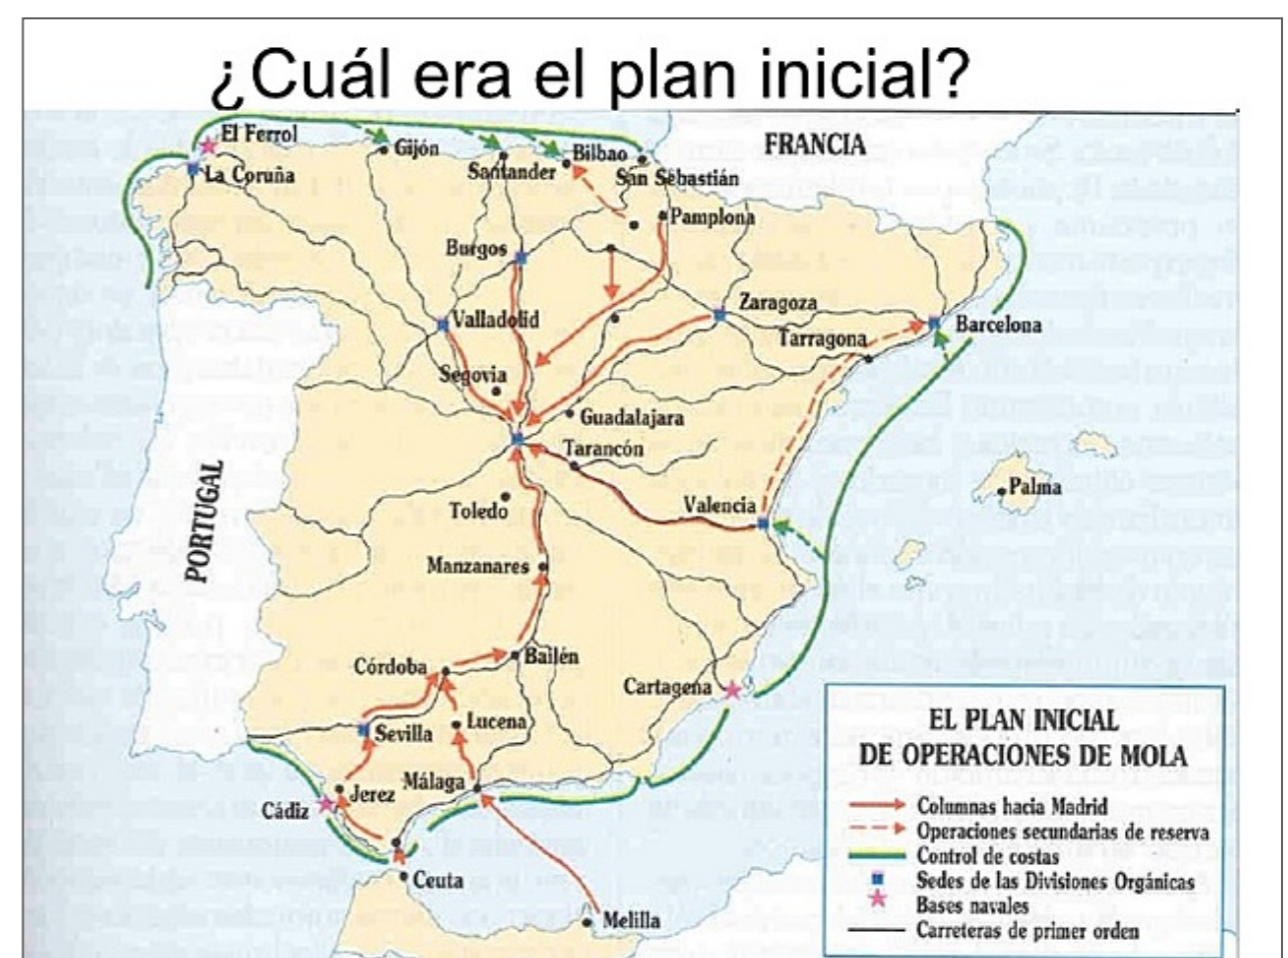 ¿Cuál era el plan inicial?
El Ferrol
La Coruña
Gijón
Santander
Bilbao
San Sebastián
FRANCIA
Pamplona
Burgos
Valladolid
Zaragoza
Tarragona
Barcelona
Segovia
Guadalajara
Tarancón
Toledo
Valencia
Palma
PORTUGAL
Manzanares
Córdoba
Bailén
Cartagena
Sevilla
Lucena
Málaga
Jerez
Cádiz
Ceuta
Melilla
EL PLAN INICIAL
DE OPERACIONES DE MOLA
Columnas hacia Madrid
Operaciones secundarias de reserva
Control de costas
Sedes de las Divisiones Orgánicas
Bases navales
Carreteras de primer orden